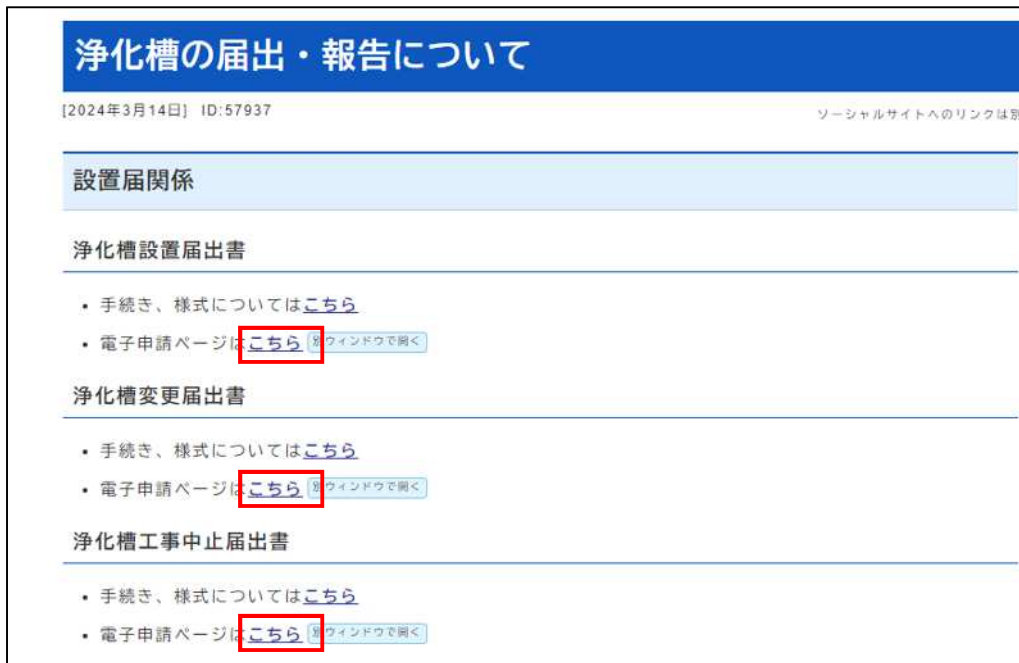 浄化槽の届出・報告について
[2024年3月14日] ID:57937
ソーシャルサイトへのリンクは別
設置届関係
浄化槽設置届出書
・手続き、様式についてはこちら
・電子申請ページはこちら 別ウィンドウで開く
浄化槽変更届出書
・手続き、様式についてはこちら
・電子申請ページはこちら 別ウィンドウで開く
浄化槽工事中止届出書
・手続き、様式についてはこちら
・電子申請ページはこちら 別ウィンドウで開く